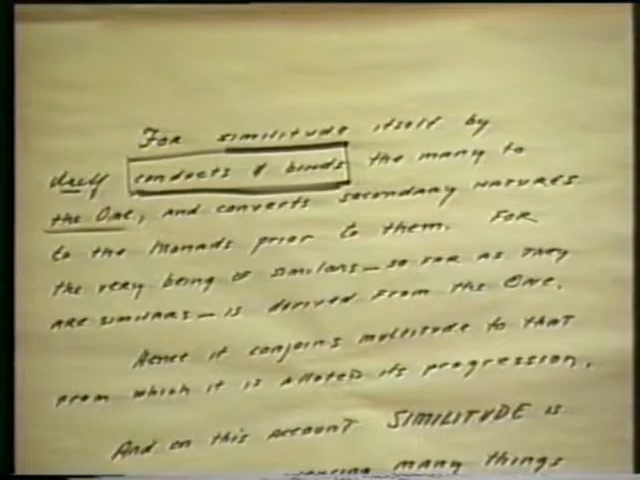 For similitude itself by
itself conducts & binds the many to
the One, and converts secondary natures
to the Monads prior to them. For
the very being of similars — so far as they
are similars — is derived from the One.
Hence it conjoins multitude to that
from which it is alloted its progression.
And on this account SIMILITUDE is
many things